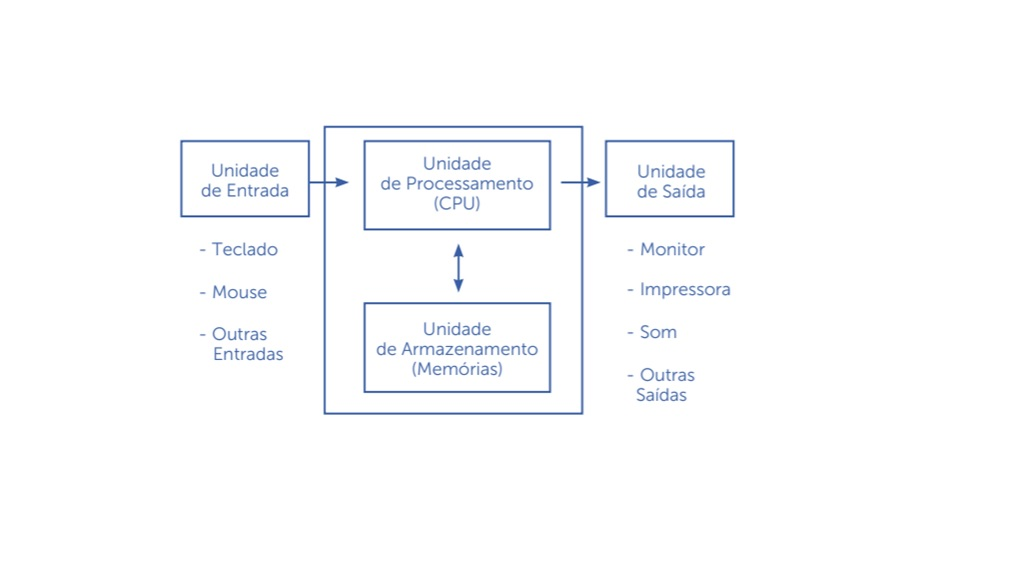 Unidade
de Entrada
- Teclado
- Mouse
- Outras
Entradas
Unidade
de Processamento
(CPU)
Unidade
de Armazenamento
(Memórias)
Unidade
de Saída
- Monitor
- Impressora
- Som
- Outras
Saídas